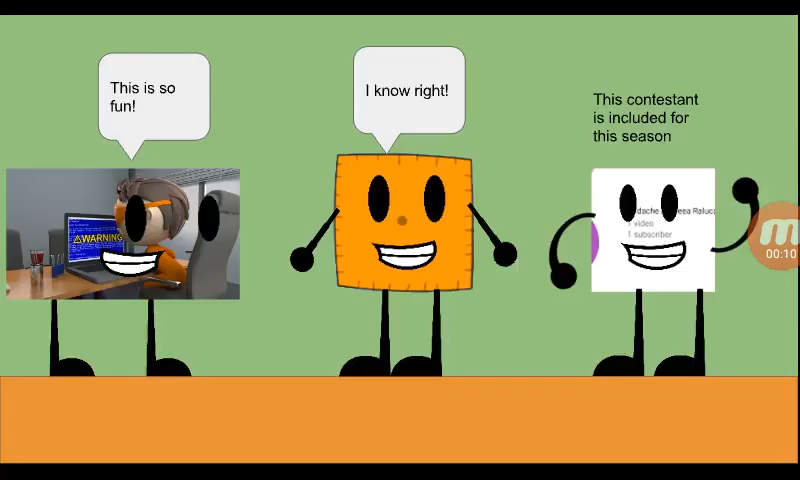 This is so
fun!
I know right!
This contestant
is included for
this season
WARNING
Raluca
video
1 subscriber
00:10